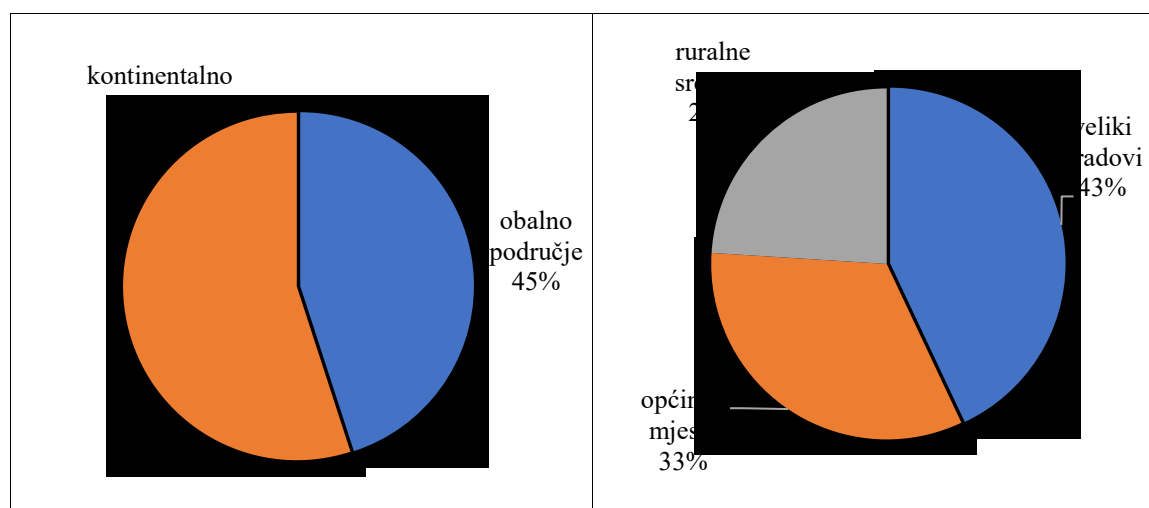 kontinentalno
obalno
područje
45%
ruralne
veliki
43%
33%